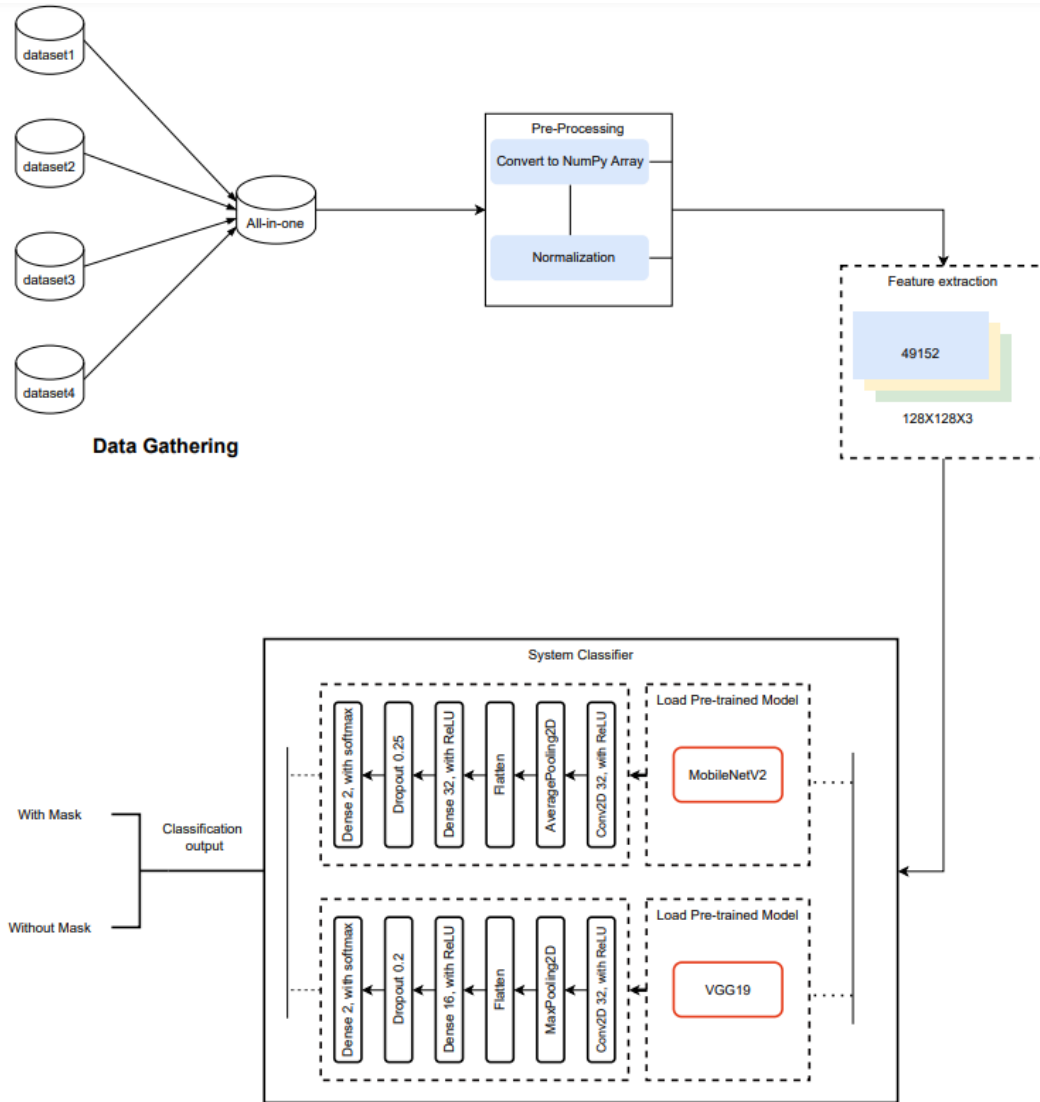 dataset1
dataset2
dataset3
dataset4
All-in-one
Data Gathering
Pre-Processing
Convert to NumPy Array
Normalization
Feature extraction
49152
128X128X3
System Classifier
Load Pre-trained Model
MobileNetV2
Conv2D 32, with ReLU
AveragePooling2D
Flatten
Dense 32, with ReLU
Dropout 0.25
Dense 2, with softmax
Load Pre-trained Model
VGG19
Conv2D 32, with ReLU
MaxPooling2D
Flatten
Dense 16, with ReLU
Dropout 0.2
Dense 2, with softmax
Classification
output
With Mask
Without Mask